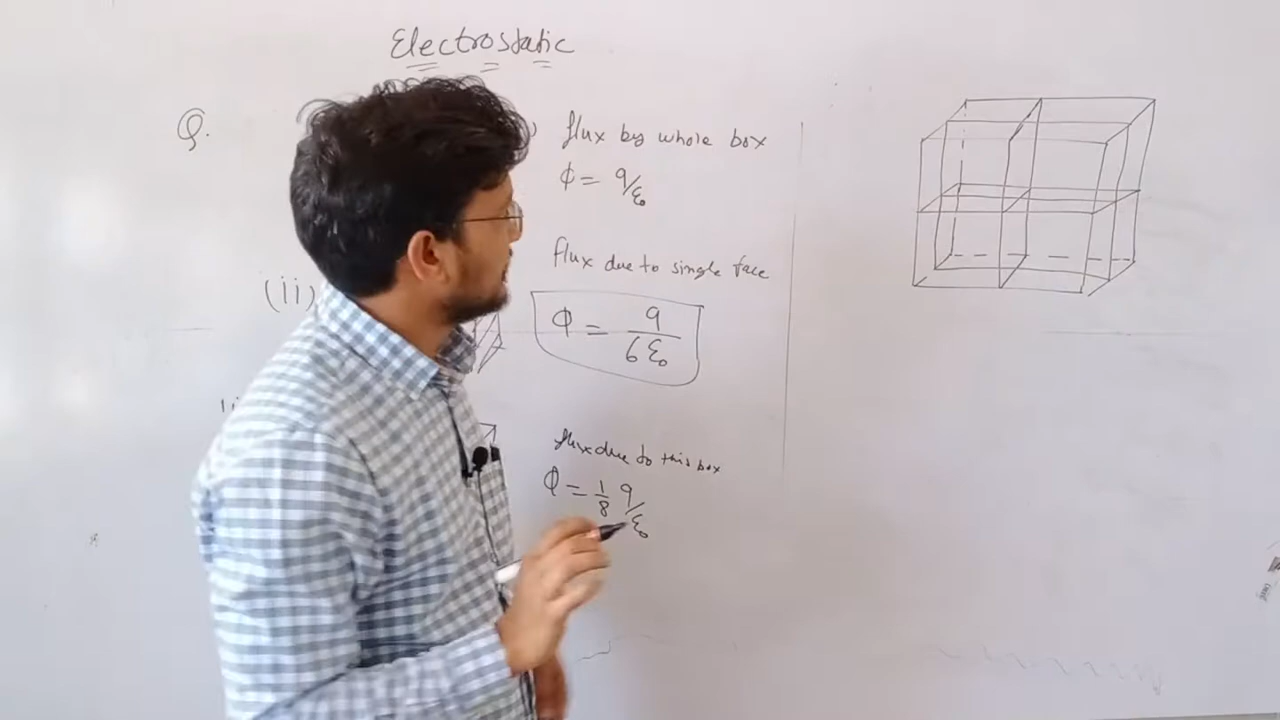 Electrostatic
Q.
) flux by whole box
ϕ = q/ε₀
flux due to single face
(ii)
ϕ = q / 6ε₀
flux due to this box
ϕ = 1/8 q/ε₀